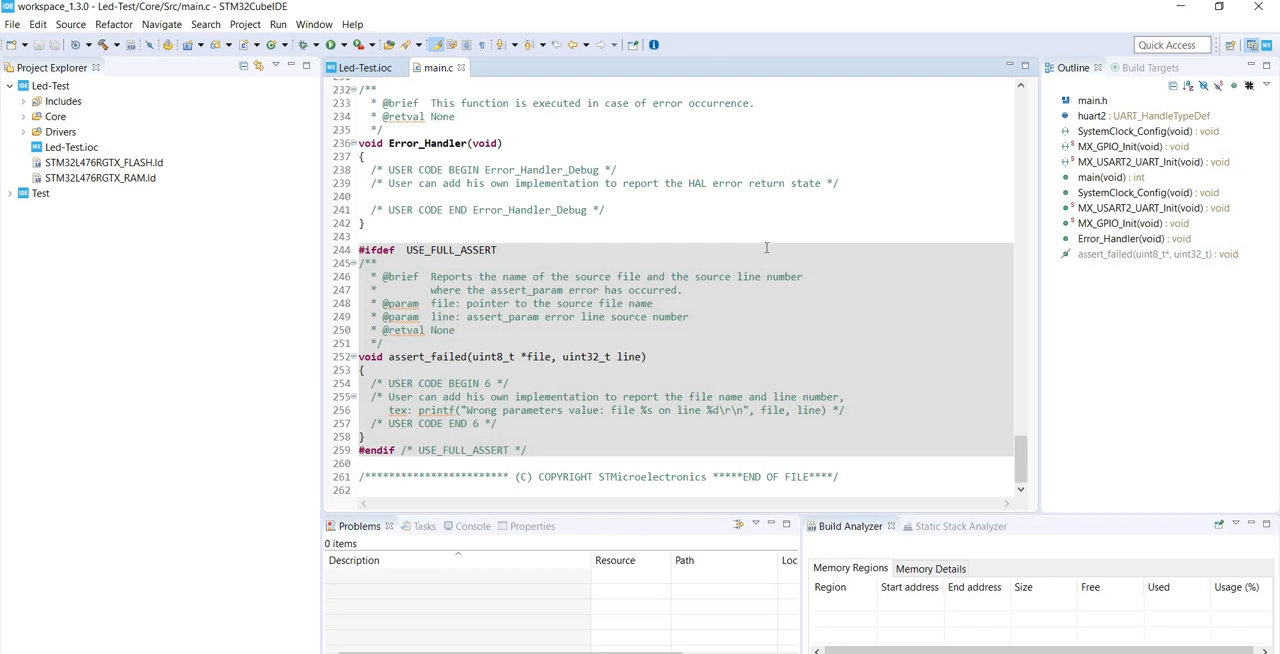 workspace_1.3.0 - Led-Test/Core/Src/main.c - STM32CubeIDE
File Edit Source Refactor Navigate Search Project Run Window Help
Quick Access
Project Explorer
Led-Test
Includes
Core
Drivers
Led-Test.ioc
STM32L476RGTX_FLASH.ld
STM32L476RGTX_RAM.ld
Test
Led-Test.ioc main.c
232 /**
233 * @brief This function is executed in case of error occurrence.
234 * @retval None
235 */
236 void Error_Handler(void)
237 {
238 /* USER CODE BEGIN Error_Handler_Debug */
239 /* User can add his own implementation to report the HAL error return state */
240
241 /* USER CODE END Error_Handler_Debug */
242 }
243
244 #ifdef USE_FULL_ASSERT
245 /**
246 * @brief Reports the name of the source file and the source line number
247 * where the assert_param error has occurred.
248 * @param file: pointer to the source file name
249 * @param line: assert_param error line source number
250 * @retval None
251 */
252 void assert_failed(uint8_t *file, uint32_t line)
253 {
254 /* USER CODE BEGIN 6 */
255 /* User can add his own implementation to report the file name and line number,
256 tex: printf("Wrong parameters value: file %s on line %d\r\n", file, line) */
257 /* USER CODE END 6 */
258 }
259 #endif /* USE_FULL_ASSERT */
260
261 /************************ (C) COPYRIGHT STMicroelectronics *****END OF FILE****/
262
Outline Build Targets
main.h
huart2 : UART_HandleTypeDef
SystemClock_Config(void) : void
MX_GPIO_Init(void) : void
MX_USART2_UART_Init(void) : void
main(void) : int
SystemClock_Config(void) : void
MX_USART2_UART_Init(void) : void
MX_GPIO_Init(void) : void
Error_Handler(void) : void
assert_failed(uint8_t*, uint32_t) : void
Problems Tasks Console Properties
0 items
Description Resource Path Loc
Build Analyzer Static Stack Analyzer
Memory Regions Memory Details
Region Start address End address Size Free Used Usage (%)